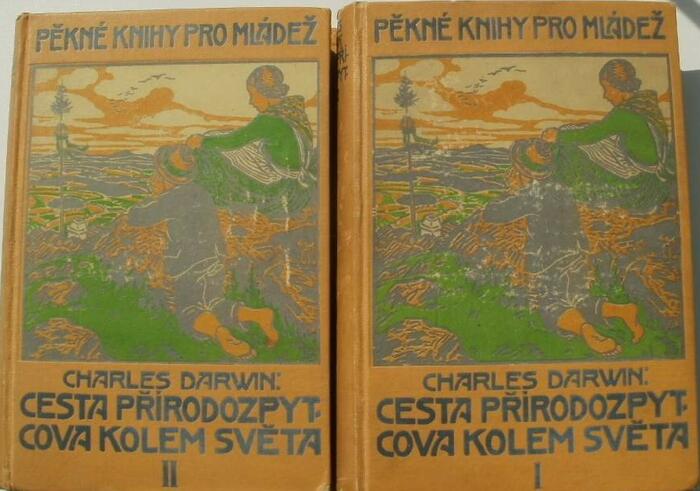 PĚKNÉ KNIHY PRO MLÁDEŽ
CHARLES DARWIN:
CESTA PŘÍRODOZPYT-
COVA KOLEM SVĚTA
II
PĚKNÉ KNIHY PRO MLÁDEŽ
CHARLES DARWIN:
CESTA PŘÍRODOZPYT-
COVA KOLEM SVĚTA
I